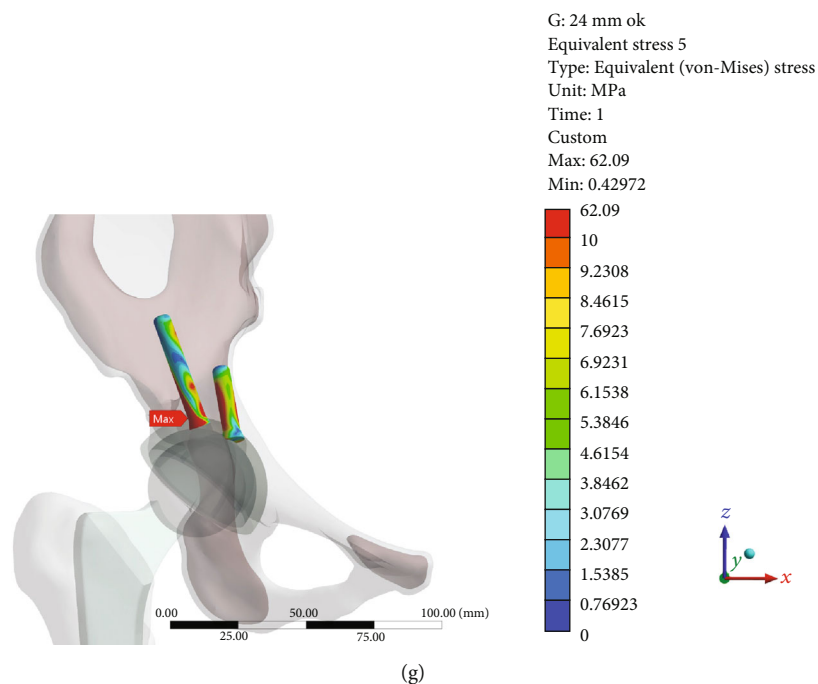 G: 24 mm ok
Equivalent stress 5
Type: Equivalent (von-Mises) stress
Unit: MPa
Time: 1
Custom
Max: 62.09
Min: 0.42972
62.09
10
9.2308
8.4615
7.6923
6.9231
6.1538
5.3846
4.6154
3.8462
3.0769
2.3077
1.5385
0.76923
0
Max
z
y
x
0.00 50.00 100.00 (mm)
25.00 75.00
(g)